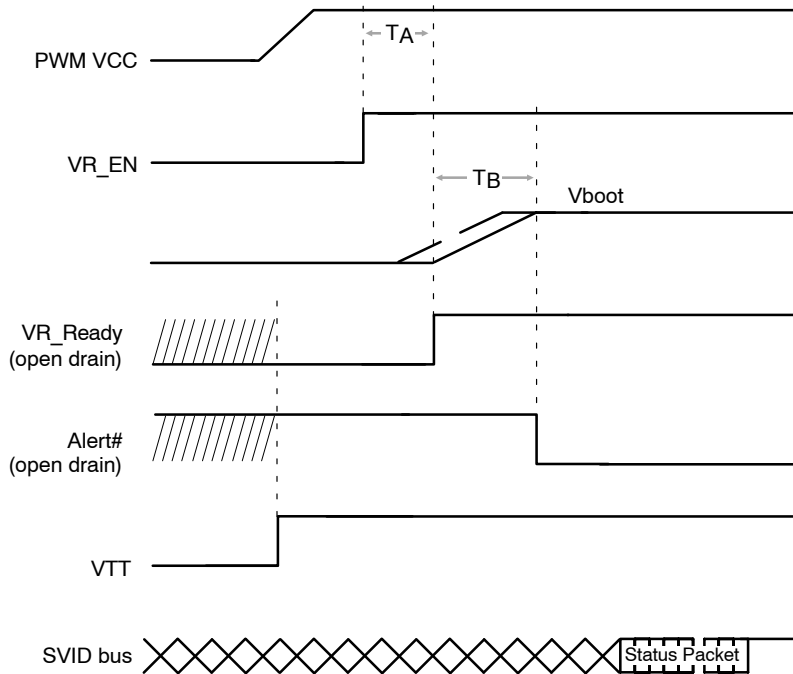 TA
PWM VCC
VR_EN
TB
Vboot
VR_Ready
(open drain)
Alert#
(open drain)
VTT
SVID bus
Status Packet